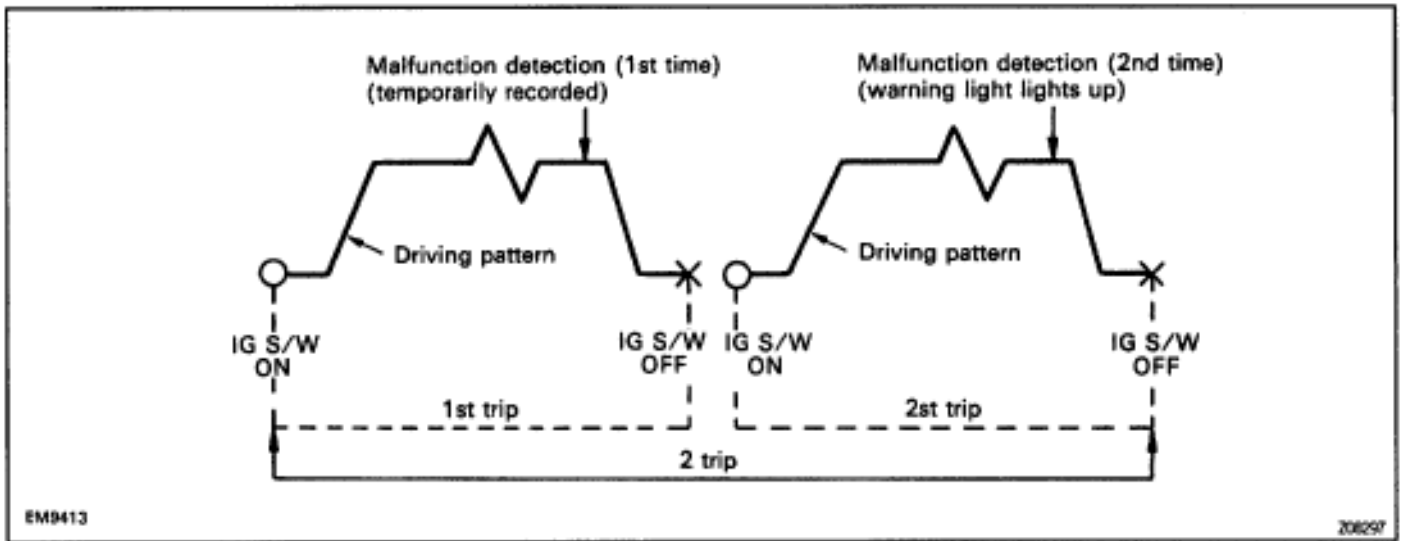 Malfunction detection (1st time)
(temporarily recorded)
Malfunction detection (2nd time)
(warning light lights up)
Driving pattern
Driving pattern
IG S/W
ON
IG S/W
OFF
IG S/W
ON
IG S/W
OFF
1st trip
2st trip
2 trip
EM9413
Z08297